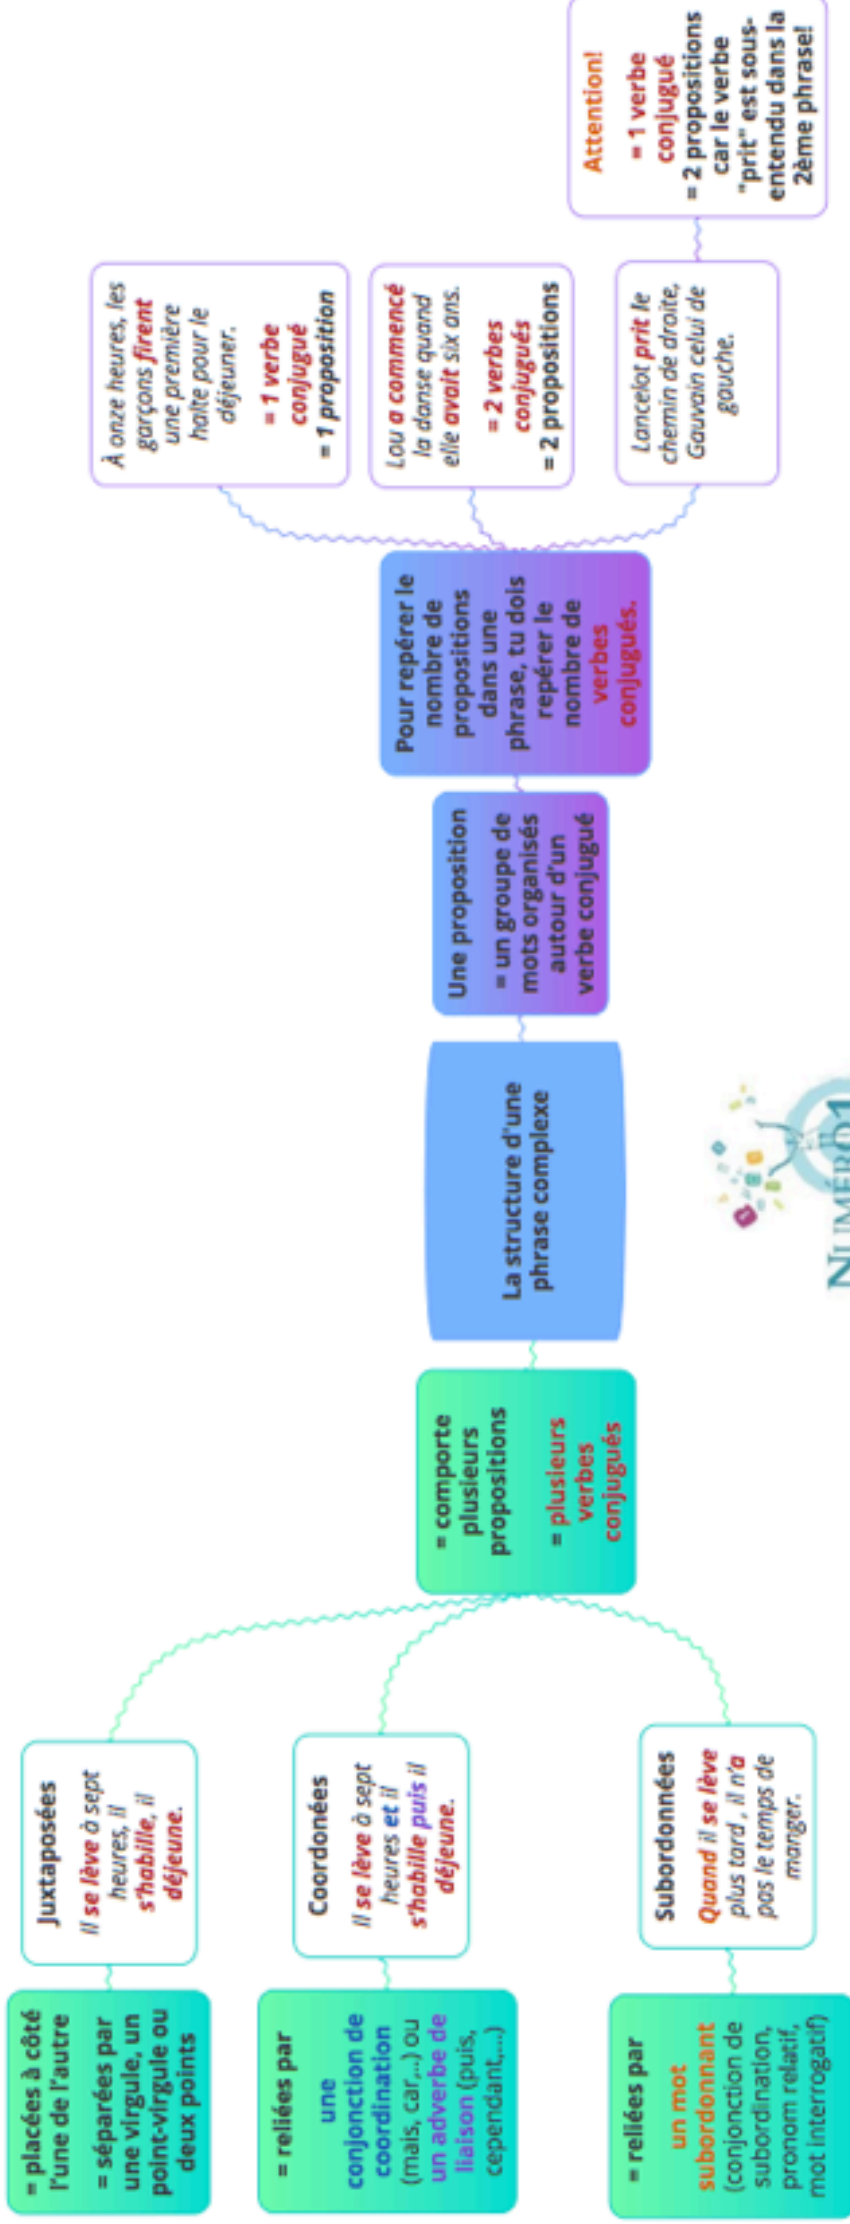 = placées à côté
l'une de l'autre
= séparées par
une virgule, un
point-virgule ou
deux points
Juxtaposées
Il se lève à sept
heures, il
s'habille, il
déjeune.
= reliées par
une
conjonction de
coordination
(mais, car,..) ou
un adverbe de
liaison (puis,
cependant,...)
Coordonées
Il se lève à sept
heures et il
s'habille puis il
déjeune.
= reliées par
un mot
subordonnant
(conjonction de
subordination,
pronom relatif,
mot interrogatif)
Subordonnées
Quand il se lève
plus tard , il n'a
pas le temps de
manger.
= comporte
plusieurs
propositions
= plusieurs
verbes
conjugués
La structure d'une
phrase complexe
Une proposition
= un groupe de
mots organisés
autour d'un
verbe conjugué
Pour repérer le
nombre de
propositions
dans une
phrase, tu dois
repérer le
nombre de
verbes
conjugués.
À onze heures, les
garçons firent
une première
halte pour le
déjeuner.
= 1 verbe
conjugué
= 1 proposition
Lou a commencé
la danse quand
elle avait six ans.
= 2 verbes
conjugués
= 2 propositions
Lancelot prit le
chemin de droite,
Gauvain celui de
gauche.
Attention!
= 1 verbe
conjugué
= 2 propositions
car le verbe
"prit" est sous-
entendu dans la
2ème phrase!
NUMÉRO1